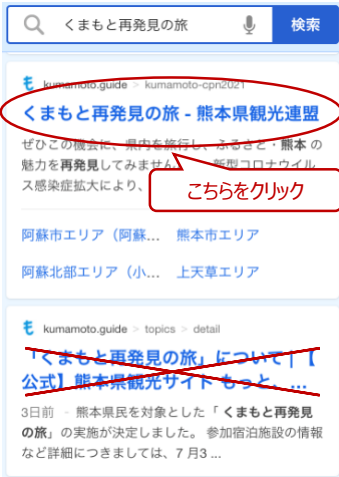 くまもと再発見の旅
検索
kumamoto.guide > kumamoto-cpn2021
くまもと再発見の旅 - 熊本県観光連盟
ぜひこの機会に、県内を旅行し、ふるさと・熊本 の
魅力を再発見してみません 新型コロナウイル
ス感染症拡大により、
こちらをクリック
阿蘇市エリア（阿蘇... 熊本市エリア
阿蘇北部エリア（小... 上天草エリア
kumamoto.guide > topics > detail
「くまもと再発見の旅」について | 【
公式】熊本県観光サイト もっと、...
3日前 - 熊本県民を対象とした「 くまもと再発見
の旅」の実施が決定しました。 参加宿泊施設の情報
など詳細につきましては、7 月3 ...